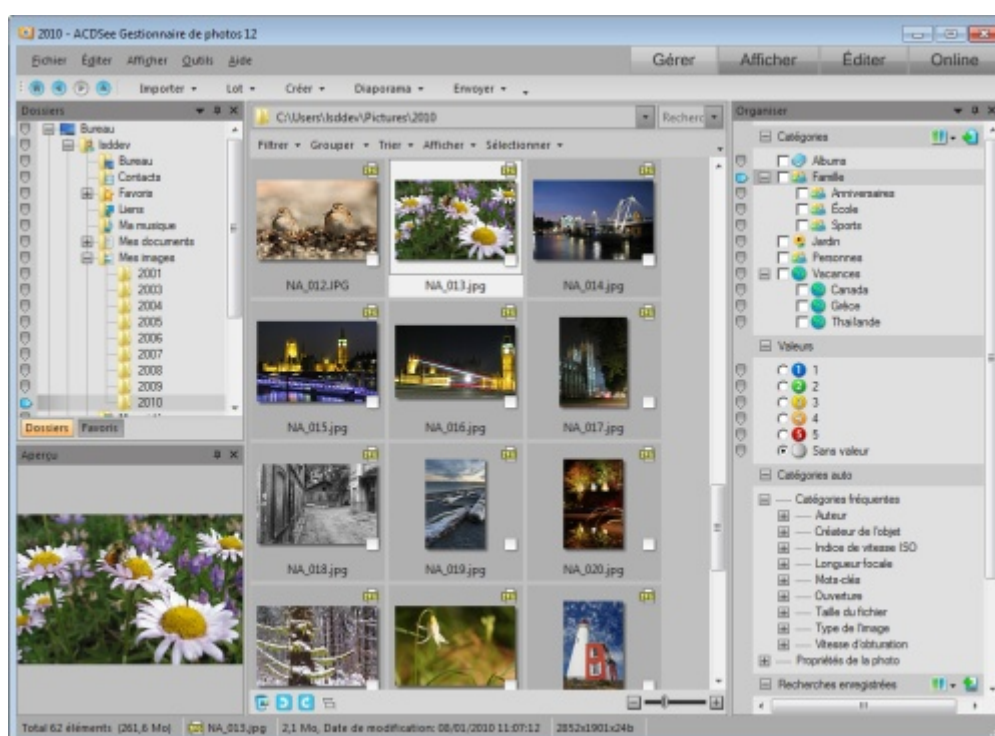 2010 - ACDSee Gestionnaire de photos 12
Fichier Éditer Afficher Outils Aide
Gérer Afficher Éditer Online
Importer Lot Créer Diaporama Envoyer
Dossiers
Bureau
lsddev
Bureau
Contacts
Favoris
Liens
Ma musique
Mes documents
Mes images
2001
2003
2004
2005
2006
2007
2008
2009
2010
Dossiers Favoris
Aperçu
C:\Users\lsddev\Pictures\2010
Recherc
Filtrer Grouper Trier Afficher Sélectionner
NA_012.JPG NA_013.jpg NA_014.jpg
NA_015.jpg NA_016.jpg NA_017.jpg
NA_018.jpg NA_019.jpg NA_020.jpg
Organiser
Catégories
Albums
Famille
Anniversaires
École
Sports
Jardin
Personnes
Vacances
Canada
Grèce
Thaïlande
Valeurs
1 1
2 2
3 3
4 4
5 5
Sans valeur
Catégories auto
Catégories fréquentes
Auteur
Créateur de l'objet
Indice de vitesse ISO
Longueur focale
Mots-clés
Ouverture
Taille du fichier
Type de l'image
Vitesse d'obturation
Propriétés de la photo
Recherches enregistrées
Total 62 éléments (261,6 Mo) NA_013.jpg 2,1 Mo, Date de modification: 08/01/2010 11:07:12 2852x1901x24b